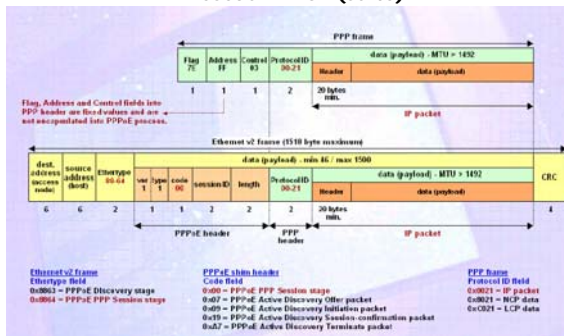 PPP frame
Flag
7E
Address
FF
Control
03
Protocol ID
00-21
data (payload) - MTU > 1492
Header
data (payload)
1
1
1
2
20 bytes
min.
IP packet
Flag, Address and Control fields into
PPP header are fixed values and are
not encapsulated into PPPoE process.
Ethernet v2 frame (1518 byte maximum)
dest.
address
(access
node)
source
address
(host)
Ethertype
88-64
data (payload) - min 46 / max 1500
CRC
ver
1
type
1
code
00
session ID
length
Protocol ID
00-21
data (payload) - MTU > 1492
Header
data (payload)
6
6
2
1
1
2
2
2
20 bytes
min.
4
PPPoE header
PPP
header
IP packet
Ethernet v2 frame
Ethertype field
0x8863 = PPPoE Discovery stage
0x8864 = PPPoE PPP Session stage
PPPoE shim header
Code field
0x00 = PPPoE PPP Session stage
0x07 = PPPoE Active Discovery Offer packet
0x09 = PPPoE Active Discovery Initiation packet
0x19 = PPPoE Active Discovery Session-confirmation packet
0xA7 = PPPoE Active Discovery Terminate packet
PPP frame
Protocol ID field
0x0021 = IP packet
0x8021 = NCP data
0xC021 = LCP data